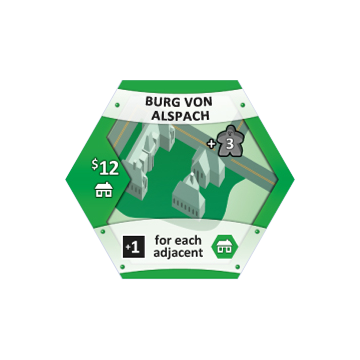 BURG VON
ALSPACH
+ 3
$12
+1 for each
adjacent